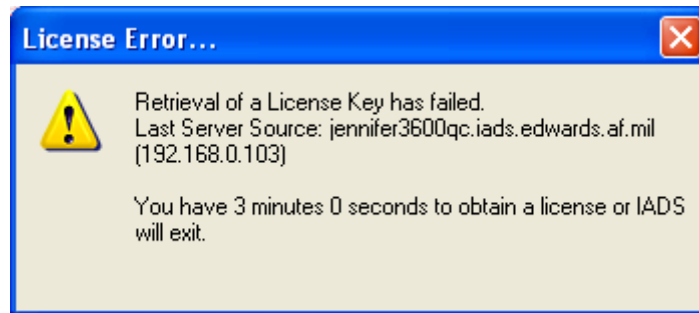 License Error...
Retrieval of a License Key has failed.
Last Server Source: jennifer3600qc.iads.edwards.af.mil
(192.168.0.103)
You have 3 minutes 0 seconds to obtain a license or IADS
will exit.